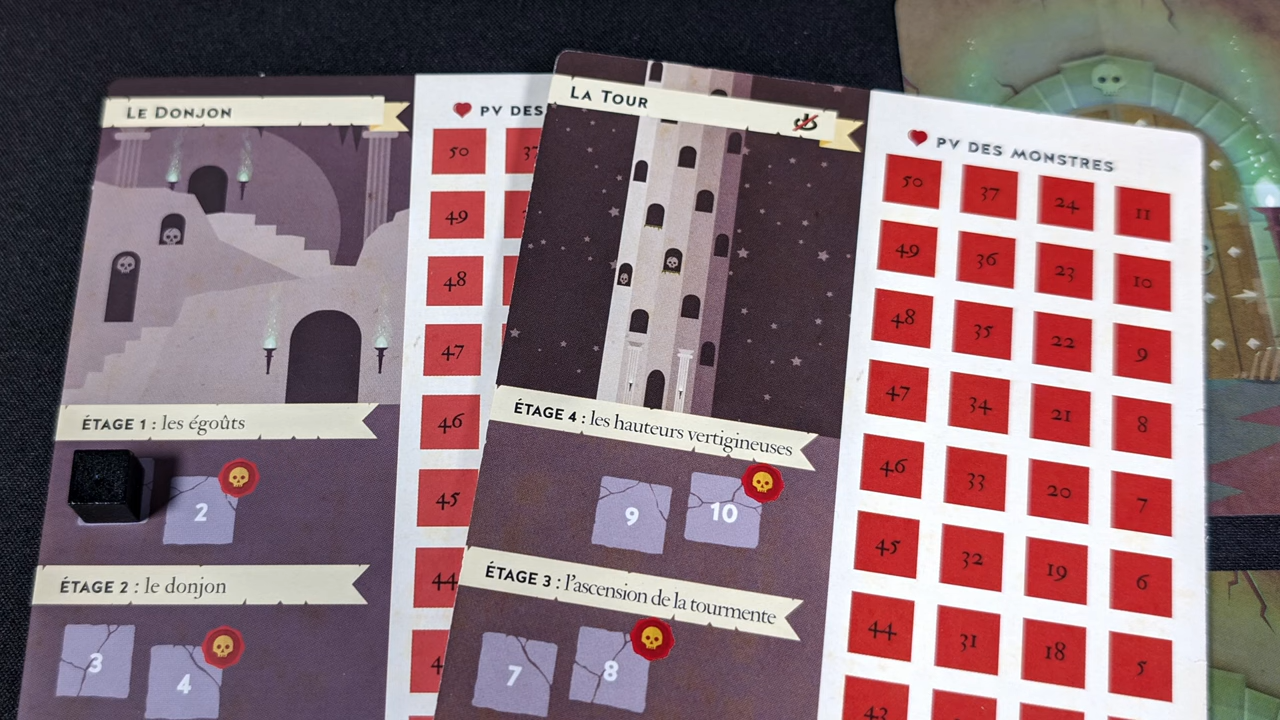 LE DONJON
PV DES
50 37
49
48
47
46
45
44
ÉTAGE 1 : les égoûts
2
ÉTAGE 2 : le donjon
3 4
LA TOUR
PV DES MONSTRES
50 37 24 11
49 36 23 10
48 35 22 9
47 34 21 8
46 33 20 7
45 32 19 6
44 31 18 5
43
ÉTAGE 4 : les hauteurs vertigineuses
9 10
ÉTAGE 3 : l'ascension de la tourmente
7 8